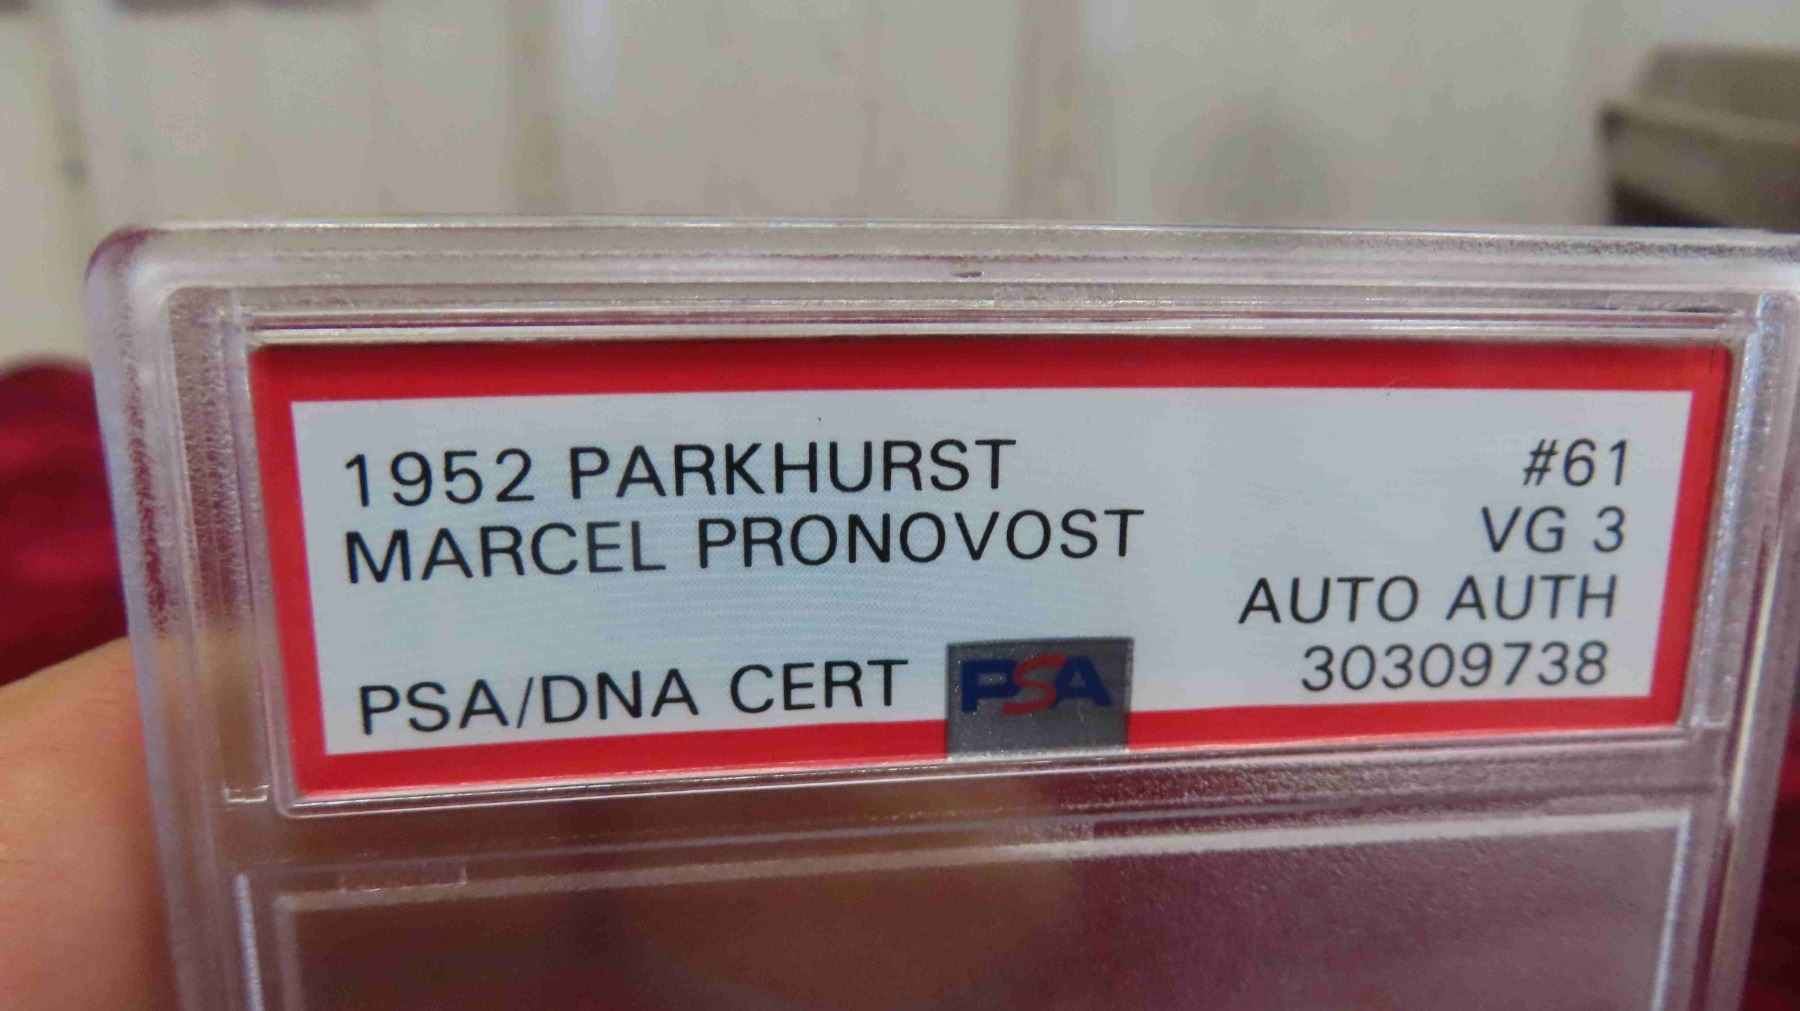 1952 PARKHURST #61
MARCEL PRONOVOST VG 3
AUTO AUTH
PSA/DNA CERT PSA 30309738